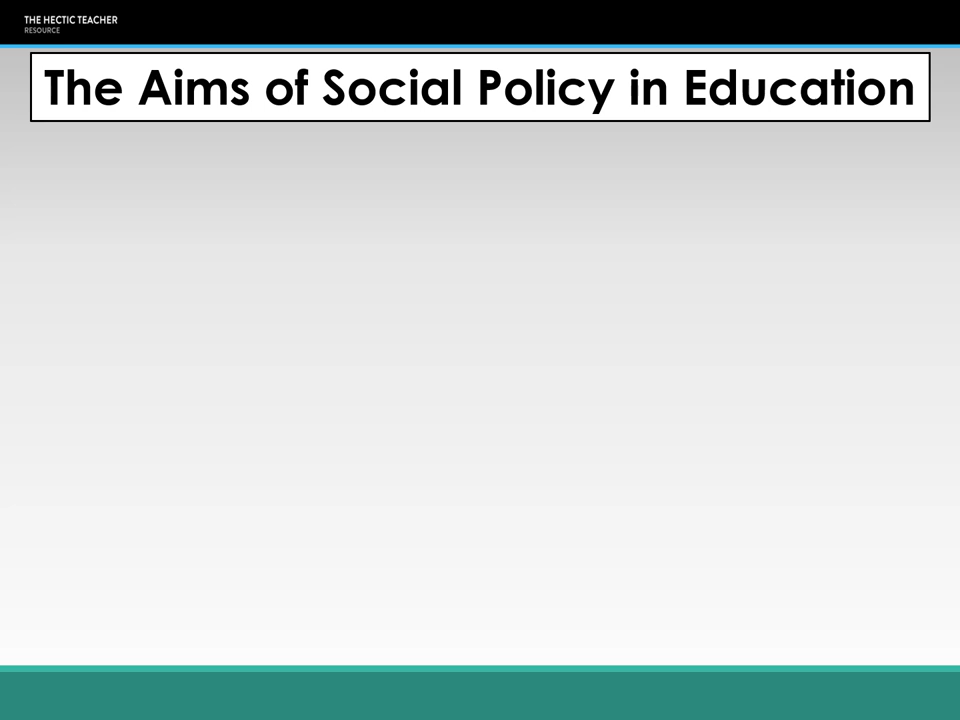 THE HECTIC TEACHER
RESOURCE
The Aims of Social Policy in Education